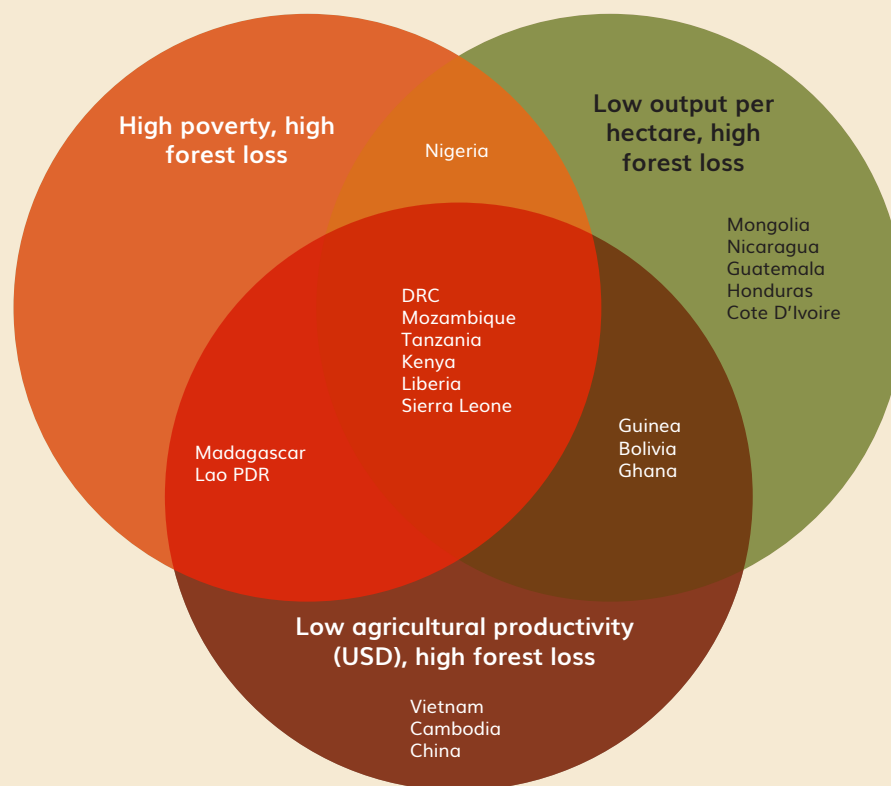 High poverty, high
forest loss
Low output per
hectare, high
forest loss
Nigeria
Mongolia
Nicaragua
Guatemala
Honduras
Cote D'Ivoire
DRC
Mozambique
Tanzania
Kenya
Liberia
Sierra Leone
Madagascar
Lao PDR
Guinea
Bolivia
Ghana
Low agricultural productivity
(USD), high forest loss
Vietnam
Cambodia
China